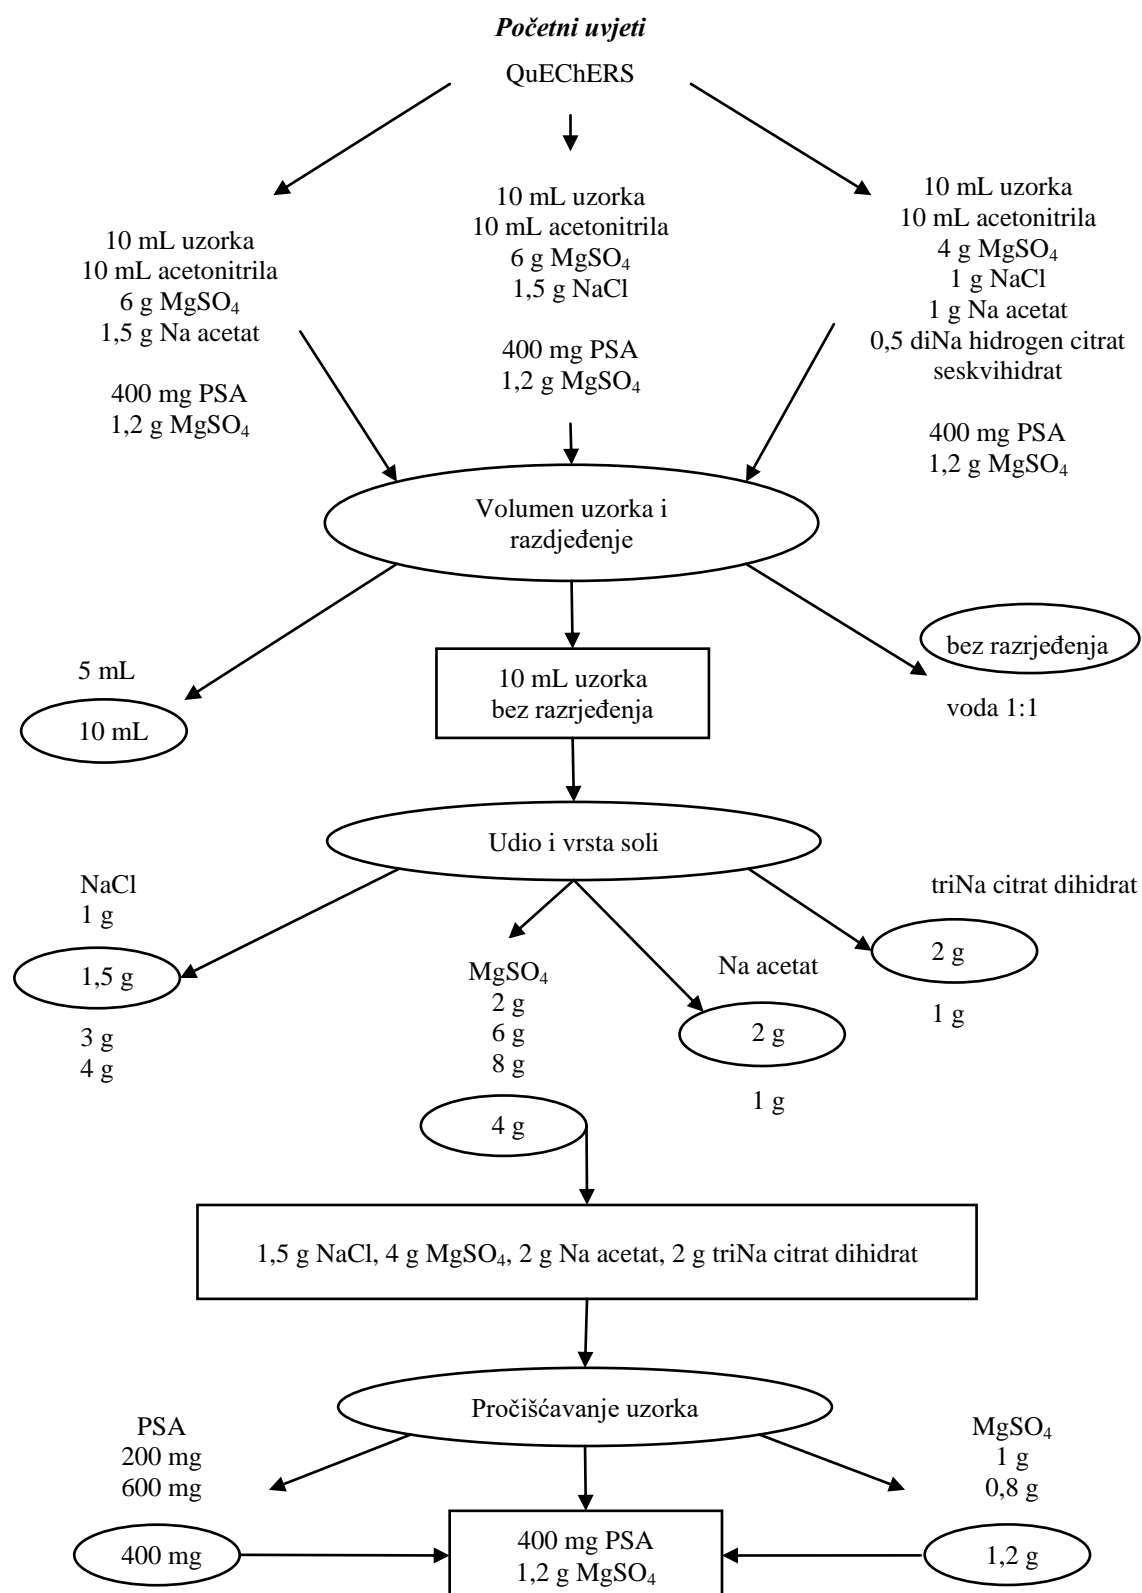 Početni uvjeti
QuEChERS
10 mL uzorka
10 mL acetonitrila
6 g MgSO₄
1,5 g Na acetat
400 mg PSA
1,2 g MgSO₄
10 mL uzorka
10 mL acetonitrila
6 g MgSO₄
1,5 g NaCl
400 mg PSA
1,2 g MgSO₄
10 mL uzorka
10 mL acetonitrila
4 g MgSO₄
1 g NaCl
1 g Na acetat
0,5 diNa hidrogen citrat
seskvihidrat
400 mg PSA
1,2 g MgSO₄
Volumen uzorka i
razdjeđenje
5 mL
10 mL
10 mL uzorka
bez razrjeđenja
bez razrjeđenja
voda 1:1
Udio i vrsta soli
NaCl
1 g
1,5 g
3 g
4 g
MgSO₄
2 g
6 g
8 g
4 g
Na acetat
2 g
1 g
triNa citrat dihidrat
2 g
1 g
1,5 g NaCl, 4 g MgSO₄, 2 g Na acetat, 2 g triNa citrat dihidrat
Pročišćavanje uzorka
PSA
200 mg
600 mg
400 mg
400 mg PSA
1,2 g MgSO₄
MgSO₄
1 g
0,8 g
1,2 g